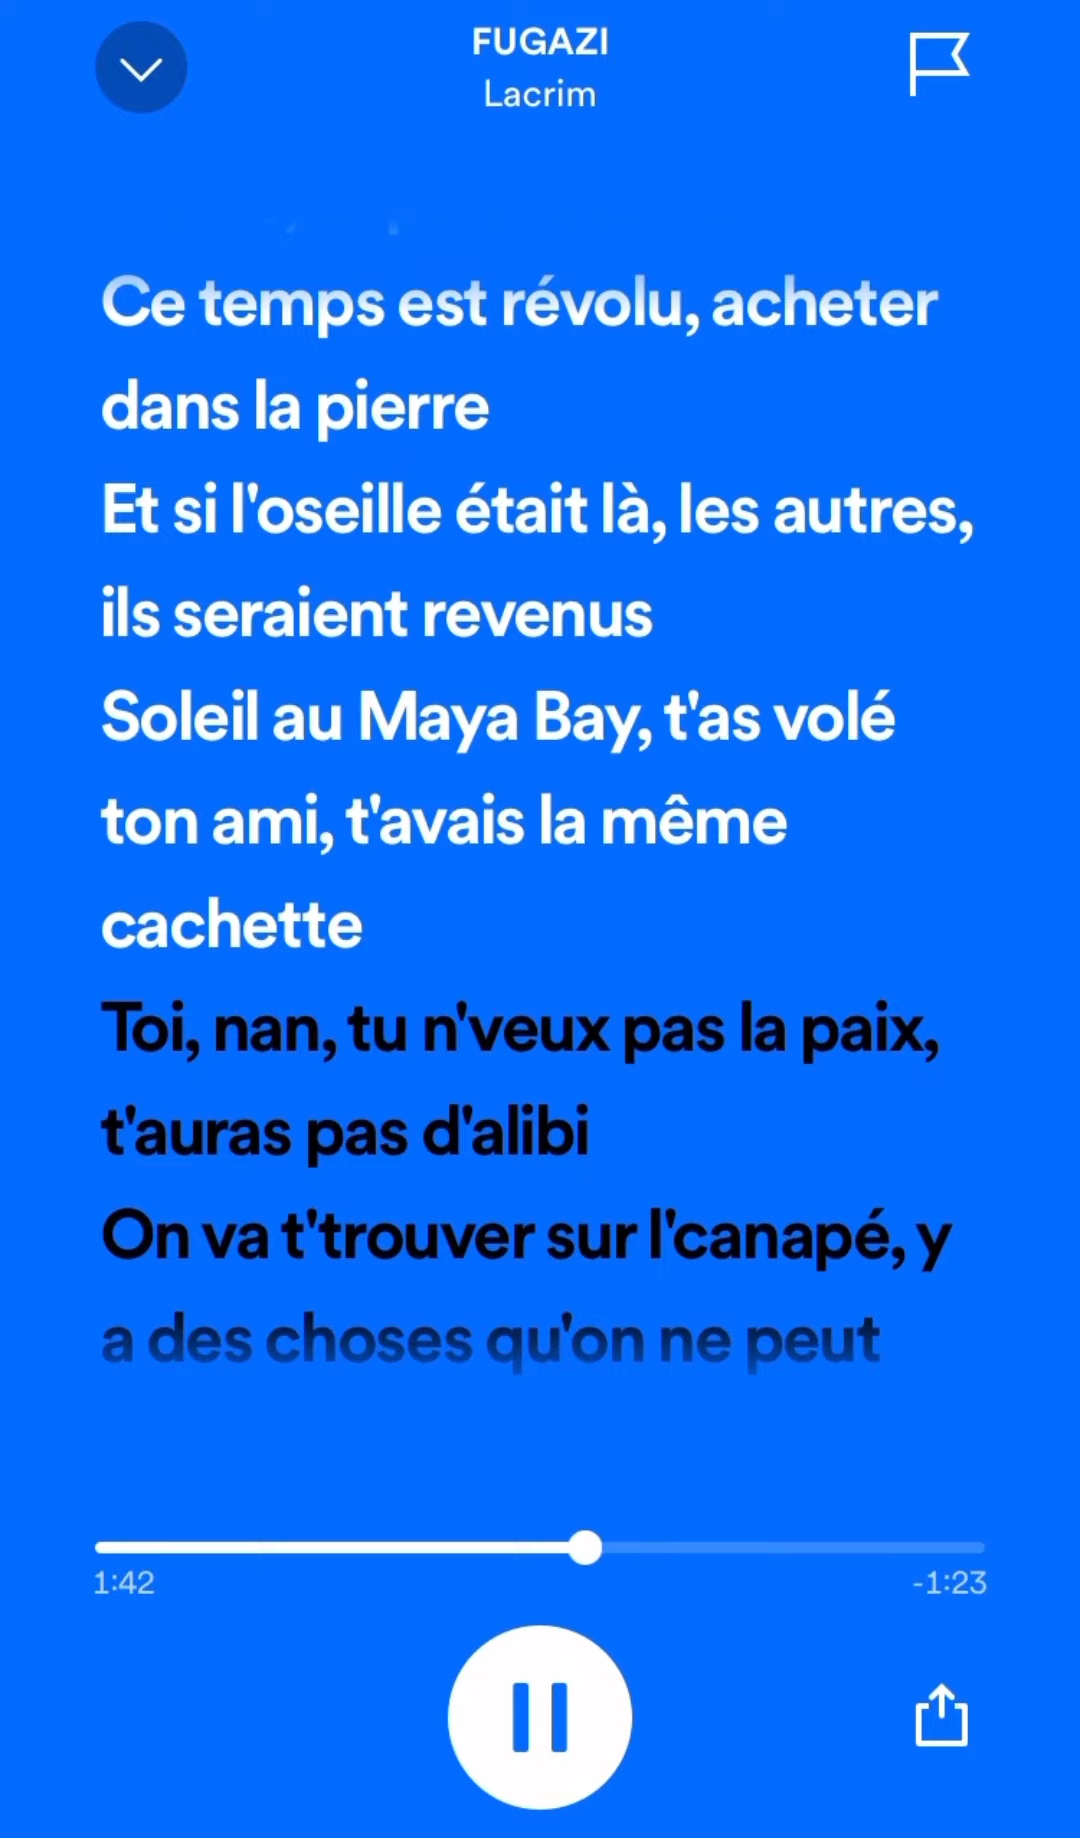 FUGAZI
Lacrim
Ce temps est révolu, acheter
dans la pierre
Et si l'oseille était là, les autres,
ils seraient revenus
Soleil au Maya Bay, t'as volé
ton ami, t'avais la même
cachette
Toi, nan, tu n'veux pas la paix,
t'auras pas d'alibi
On va t'trouver sur l'canapé, y
a des choses qu'on ne peut
1:42
-1:23